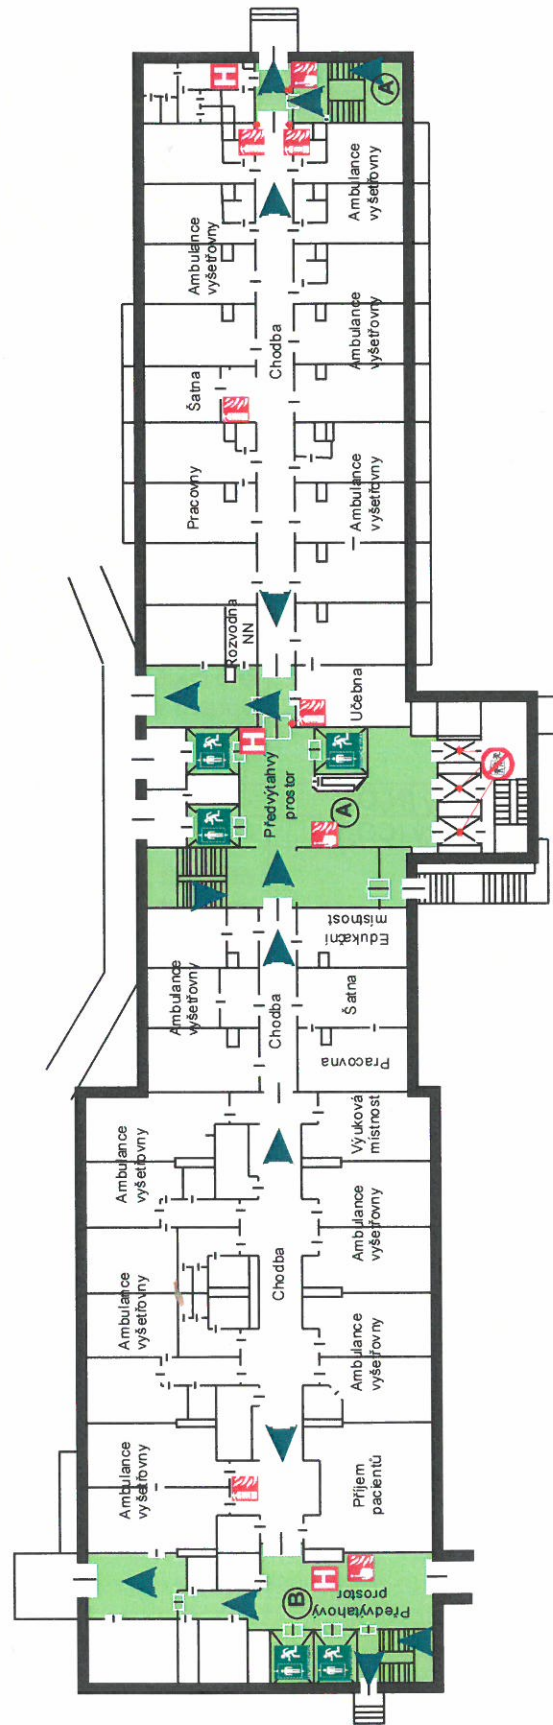 H
A
Ambulance
vyšetřovny
Ambulance
vyšetřovny
Chodba
Ambulance
vyšetřovny
Šatna
Pracovny
Ambulance
vyšetřovny
Rozvodna
NN
Učebna
H
Předvýtahvy
prostor
A
Edukační
místnost
Ambulance
vyšetřovny
Chodba
Šatna
Pracovna
Výuková
místnost
Ambulance
vyšetřovny
Ambulance
vyšetřovny
Chodba
Ambulance
vyšetřovny
Ambulance
vyšetřovny
Ambulance
vyšetřovny
Příjem
pacientů
H
B
Předvýtahový
prostor